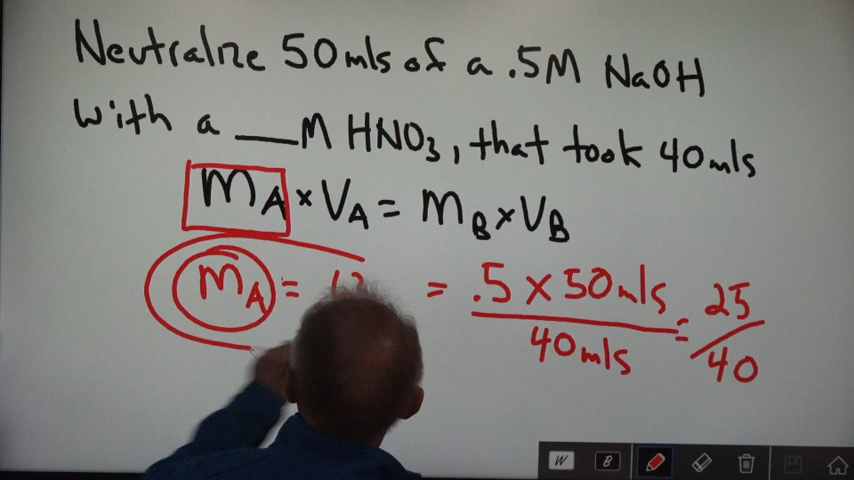 Neutralize 50mls of a .5M NaOH
with a ___M HNO3, that took 40mls
MA × VA = MB × VB
MA = = .5 × 50mls / 40mls = 25/40
W B